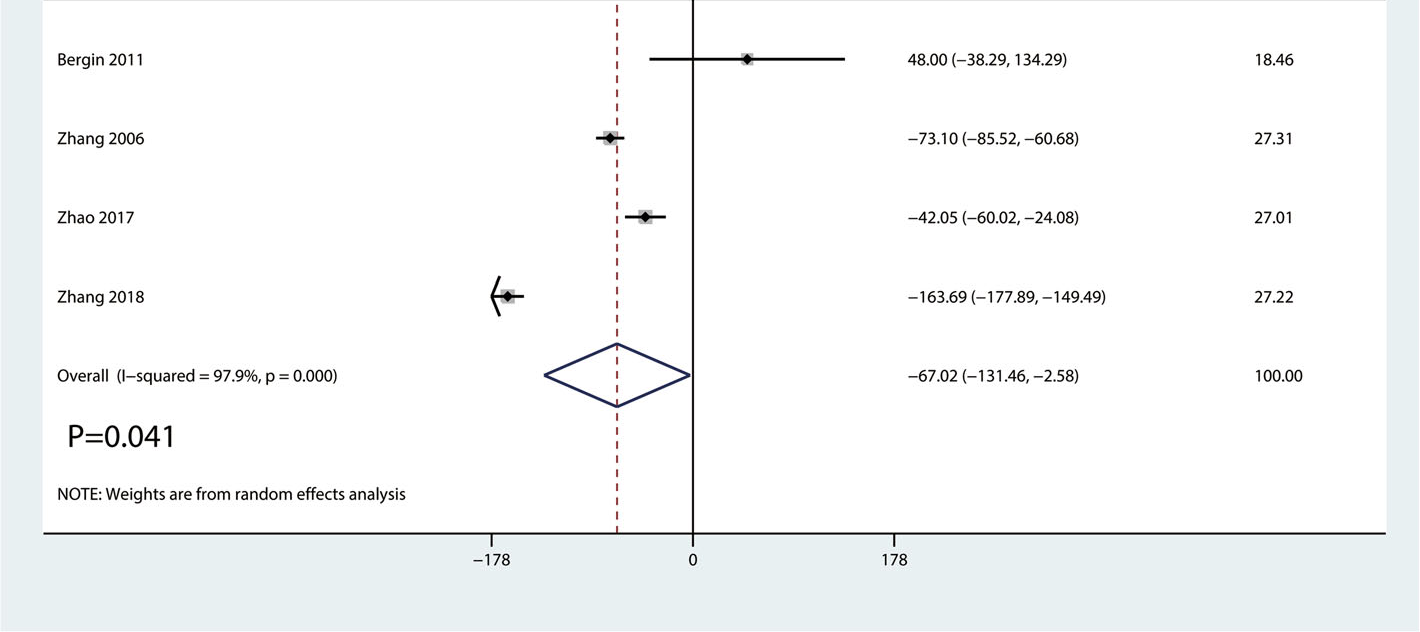 Bergin 2011 48.00 (−38.29, 134.29) 18.46
Zhang 2006 −73.10 (−85.52, −60.68) 27.31
Zhao 2017 −42.05 (−60.02, −24.08) 27.01
Zhang 2018 −163.69 (−177.89, −149.49) 27.22
Overall (I−squared = 97.9%, p = 0.000) −67.02 (−131.46, −2.58) 100.00
P=0.041
NOTE: Weights are from random effects analysis
−178 0 178